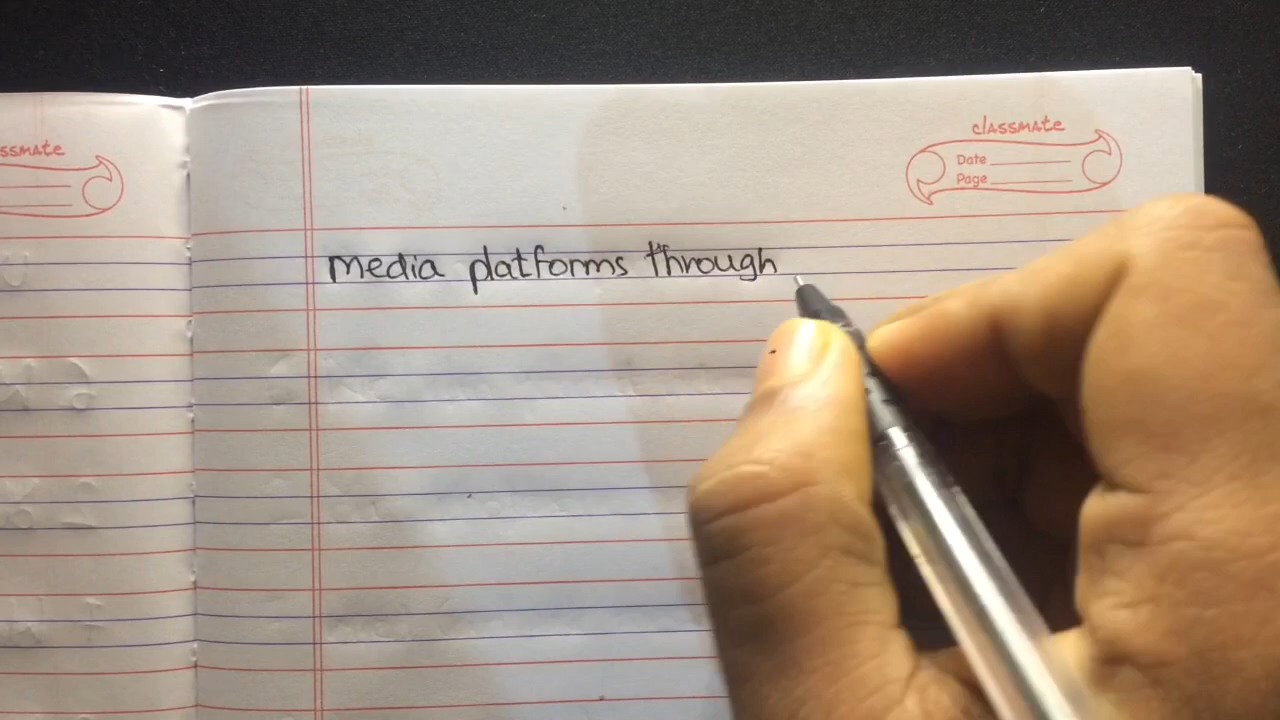 ssmate
classmate
Date
Page
media platforms through